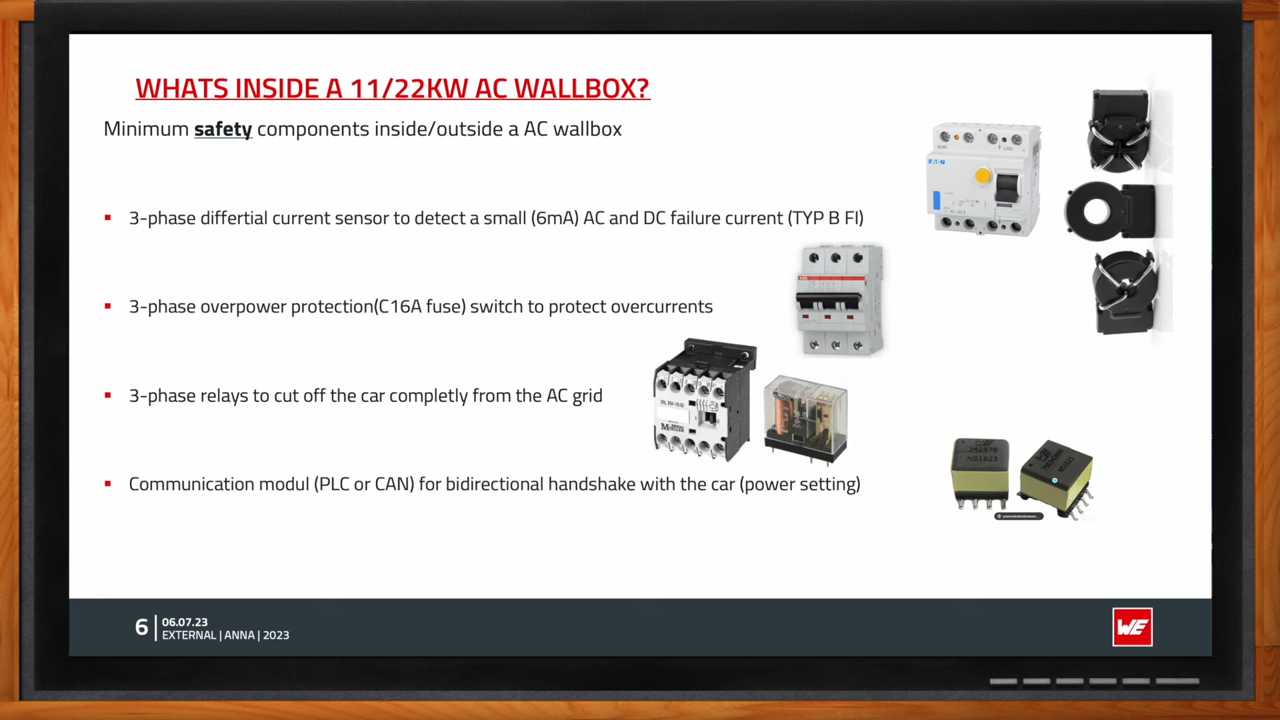 WHATS INSIDE A 11/22KW AC WALLBOX?
Minimum safety components inside/outside a AC wallbox
▪ 3-phase differtial current sensor to detect a small (6mA) AC and DC failure current (TYP B FI)
▪ 3-phase overpower protection(C16A fuse) switch to protect overcurrents
▪ 3-phase relays to cut off the car completly from the AC grid
▪ Communication modul (PLC or CAN) for bidirectional handshake with the car (power setting)
6
06.07.23
EXTERNAL | ANNA | 2023
WE